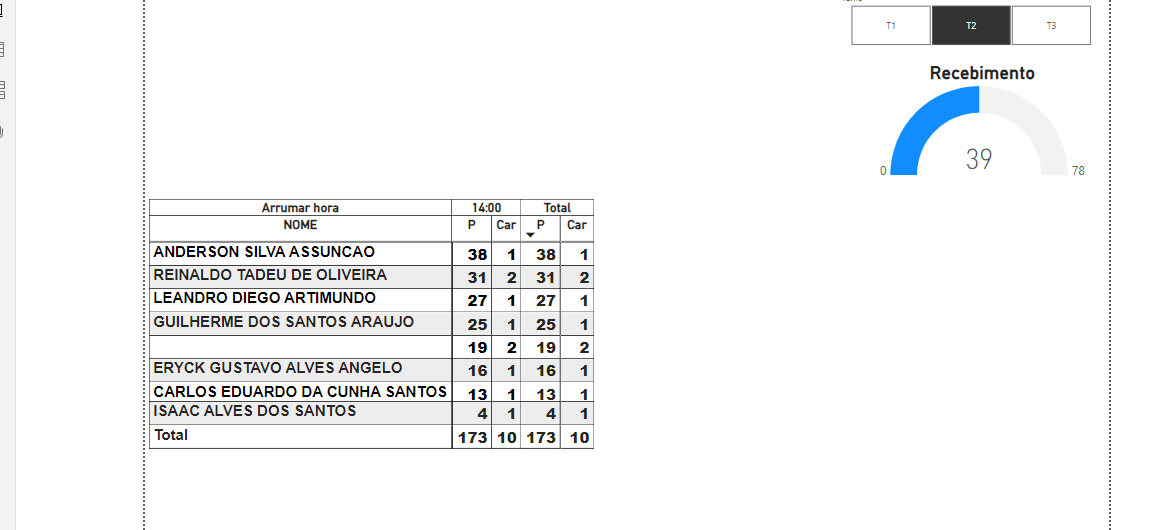 T1 T2 T3
Recebimento
39
0 78
Arrumar hora 14:00 Total
NOME P Car P Car
ANDERSON SILVA ASSUNCAO 38 1 38 1
REINALDO TADEU DE OLIVEIRA 31 2 31 2
LEANDRO DIEGO ARTIMUNDO 27 1 27 1
GUILHERME DOS SANTOS ARAUJO 25 1 25 1
19 2 19 2
ERYCK GUSTAVO ALVES ANGELO 16 1 16 1
CARLOS EDUARDO DA CUNHA SANTOS 13 1 13 1
ISAAC ALVES DOS SANTOS 4 1 4 1
Total 173 10 173 10